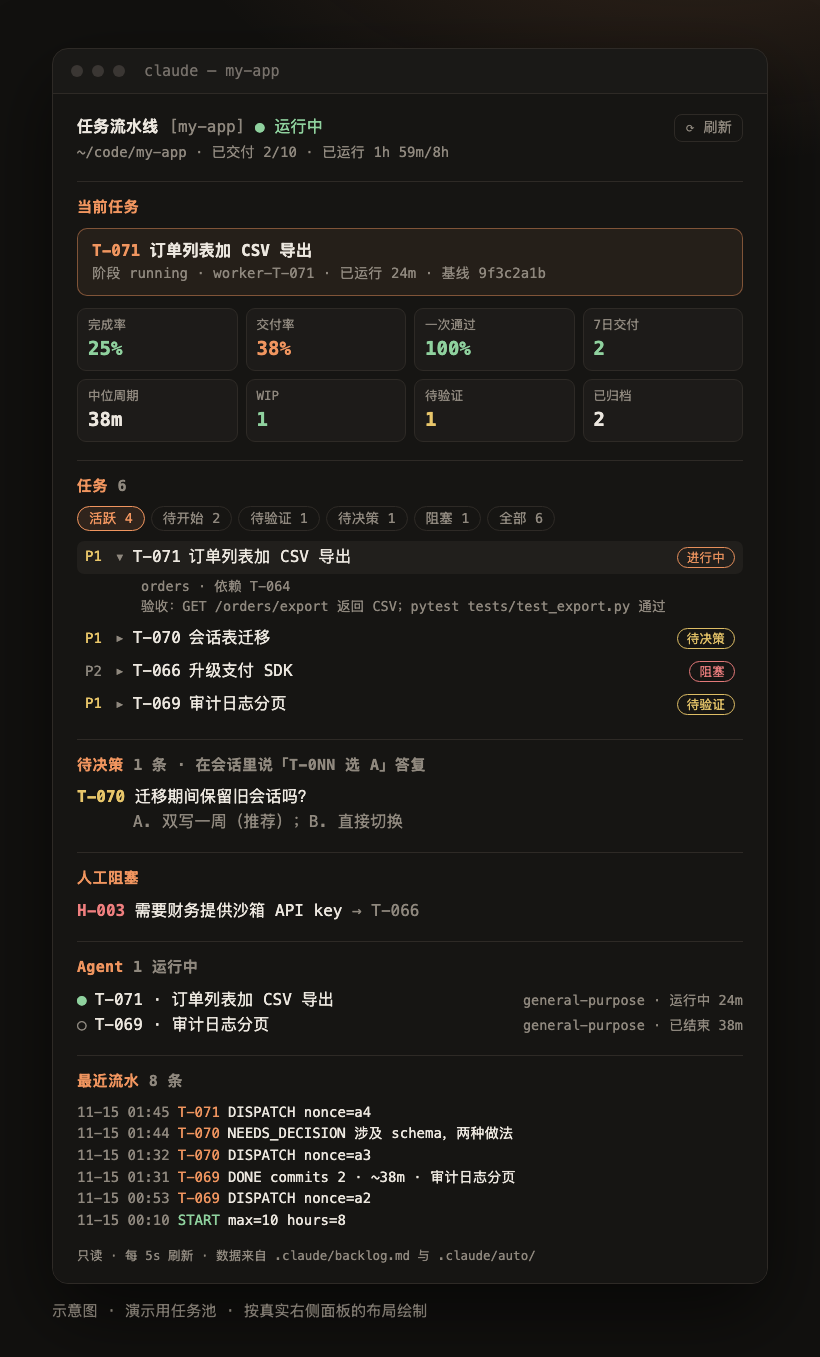 claude — my-app
任务流水线 [my-app] ● 运行中
⟳ 刷新
~/code/my-app · 已交付 2/10 · 已运行 1h 59m/8h
当前任务
T-071 订单列表加 CSV 导出
阶段 running · worker-T-071 · 已运行 24m · 基线 9f3c2a1b
完成率
25%
交付率
38%
一次通过
100%
7日交付
2
中位周期
38m
WIP
1
待验证
1
已归档
2
任务 6
活跃 4 待开始 2 待验证 1 待决策 1 阻塞 1 全部 6
P1 ▾ T-071 订单列表加 CSV 导出 进行中
orders · 依赖 T-064
验收: GET /orders/export 返回 CSV; pytest tests/test_export.py 通过
P1 ▸ T-070 会话表迁移 待决策
P2 ▸ T-066 升级支付 SDK 阻塞
P1 ▸ T-069 审计日志分页 待验证
待决策 1 条 · 在会话里说「T-0NN 选 A」答复
T-070 迁移期间保留旧会话吗?
A. 双写一周（推荐）; B. 直接切换
人工阻塞
H-003 需要财务提供沙箱 API key → T-066
Agent 1 运行中
● T-071 · 订单列表加 CSV 导出 general-purpose · 运行中 24m
○ T-069 · 审计日志分页 general-purpose · 已结束 38m
最近流水 8 条
11-15 01:45 T-071 DISPATCH nonce=a4
11-15 01:44 T-070 NEEDS_DECISION 涉及 schema，两种做法
11-15 01:32 T-070 DISPATCH nonce=a3
11-15 01:31 T-069 DONE commits 2 · ~38m · 审计日志分页
11-15 00:53 T-069 DISPATCH nonce=a2
11-15 00:10 START max=10 hours=8
只读 · 每 5s 刷新 · 数据来自 .claude/backlog.md 与 .claude/auto/
示意图 · 演示用任务池 · 按真实右侧面板的布局绘制